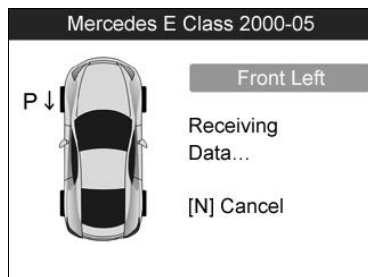 Mercedes E Class 2000-05
Front Left
P ↓
Receiving
Data...
[N] Cancel